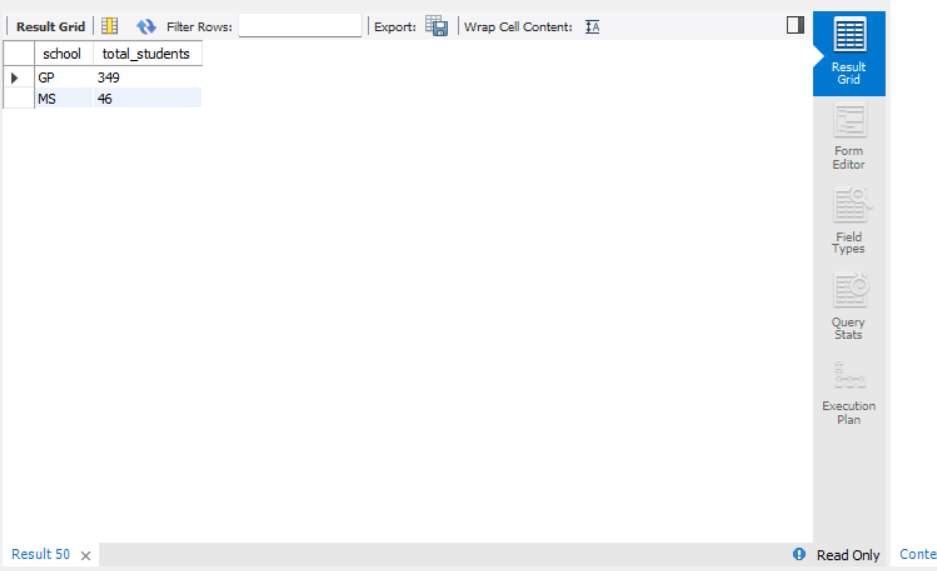 Result Grid Filter Rows: Export: Wrap Cell Content: IA
school total_students
GP 349
MS 46
Result
Grid
Form
Editor
Field
Types
Query
Stats
Execution
Plan
Result 50 × Read Only Conte